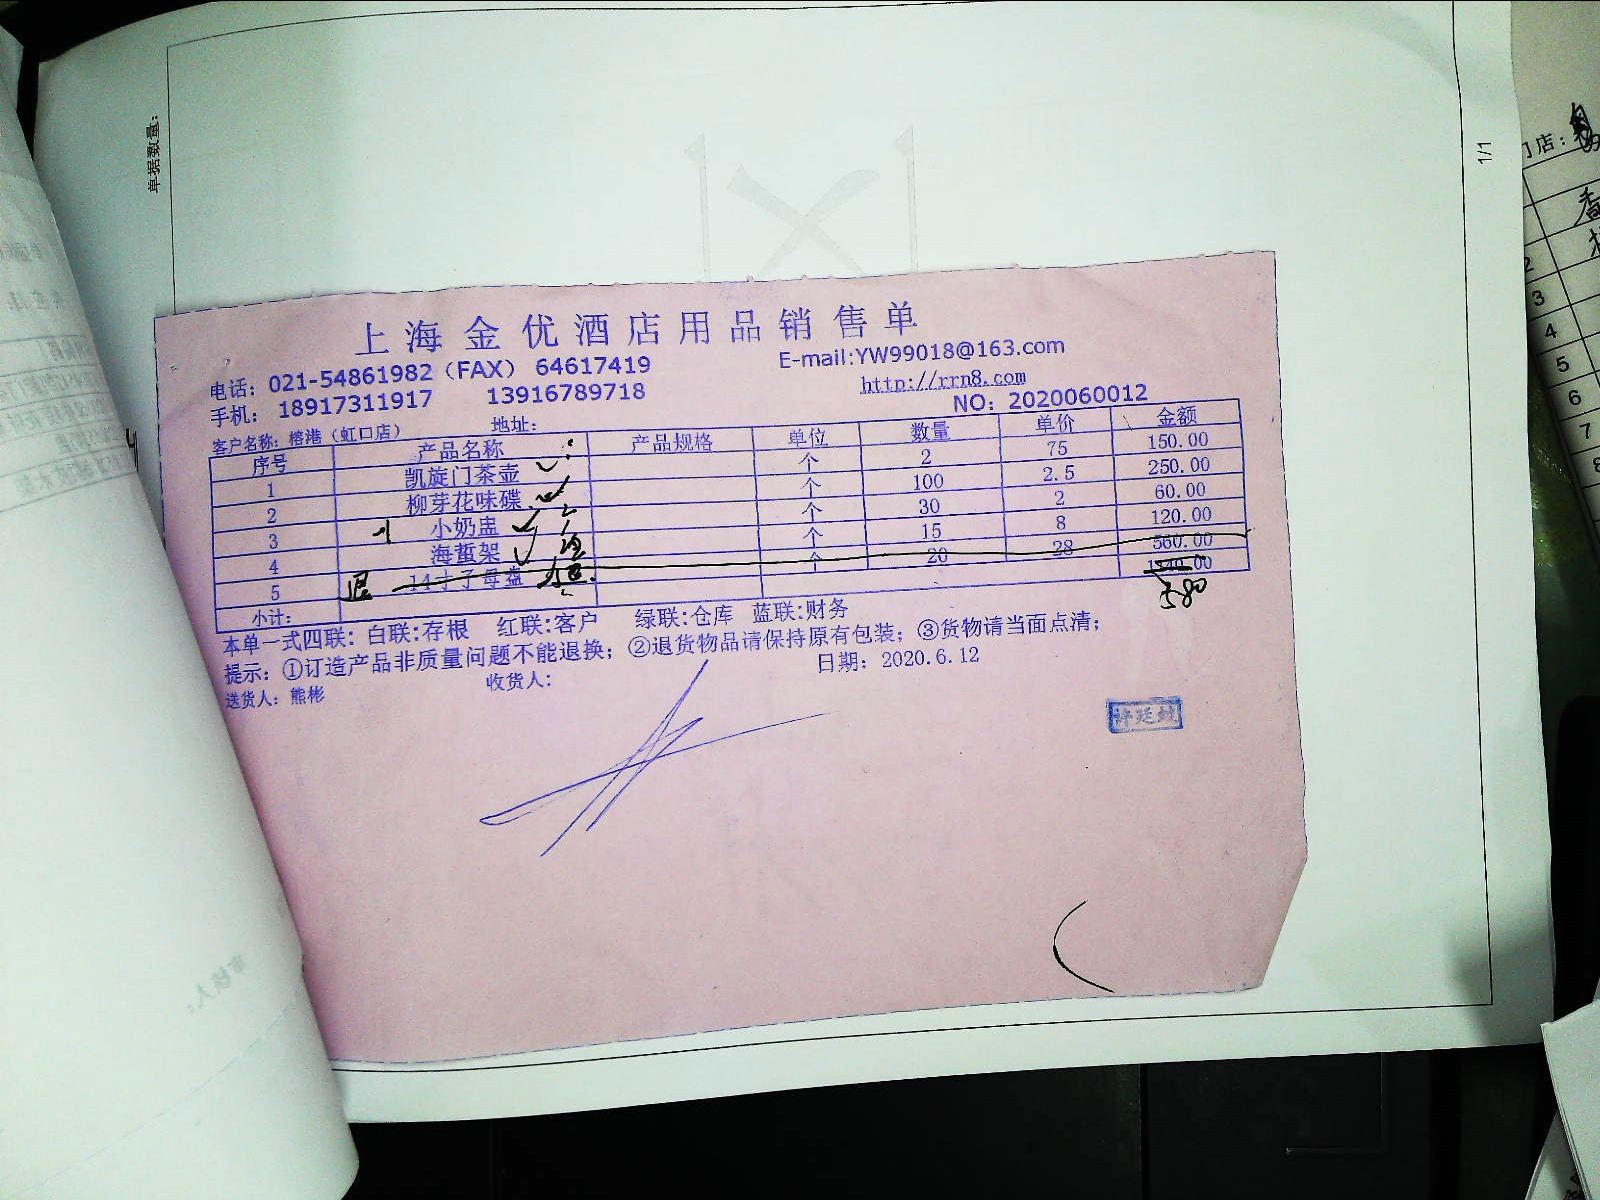 单据数量：
1/1
门店：
上海金优酒店用品销售单
电话：021-54861982（FAX） 64617419
E-mail:YW99018@163.com
手机： 18917311917 13916789718
http://rrn8.com
NO：2020060012
客户名称：榕港（虹口店） 地址：
序号 产品名称 产品规格 单位 数量 单价 金额
1 凯旋门茶壶 个 2 75 150.00
2 柳芽花味碟 个 100 2.5 250.00
3 小奶盅 个 30 2 60.00
4 海蜇架 个 15 8 120.00
5 退 14寸子母盘 个 20 28 560.00
小计： 1140.00
580
本单一式四联：白联:存根 红联:客户 绿联:仓库 蓝联:财务
提示：①订造产品非质量问题不能退换；②退货物品请保持原有包装；③货物请当面点清；
送货人：熊彬 收货人： 日期：2020.6.12
2
3
4
5
6
7
8